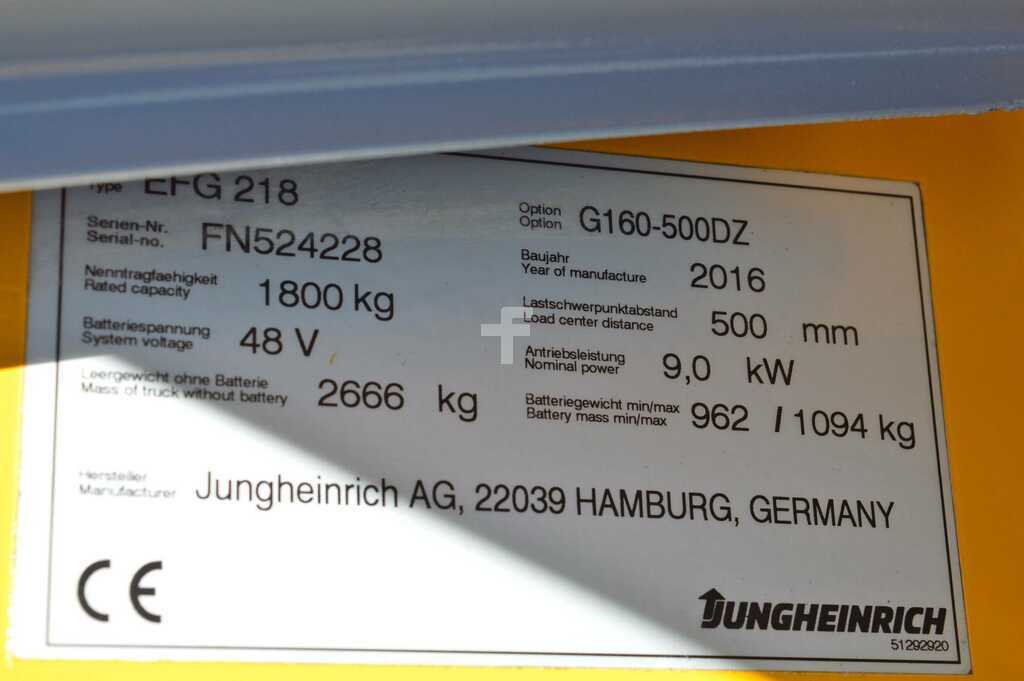 Type EFG 218
Option
Option G160-500DZ
Serien-Nr.
Serial-no. FN524228
Baujahr
Year of manufacture 2016
Nenntragfaehigkeit
Rated capacity 1800 kg
Lastschwerpunktabstand
Load center distance 500 mm
Batteriespannung
System voltage 48 V
Antriebsleistung
Nominal power 9,0 kW
Leergewicht ohne Batterie
Mass of truck without battery 2666 kg
Batteriegewicht min/max
Battery mass min/max 962 / 1094 kg
Hersteller
Manufacturer Jungheinrich AG, 22039 HAMBURG, GERMANY
CE
JUNGHEINRICH
51292920